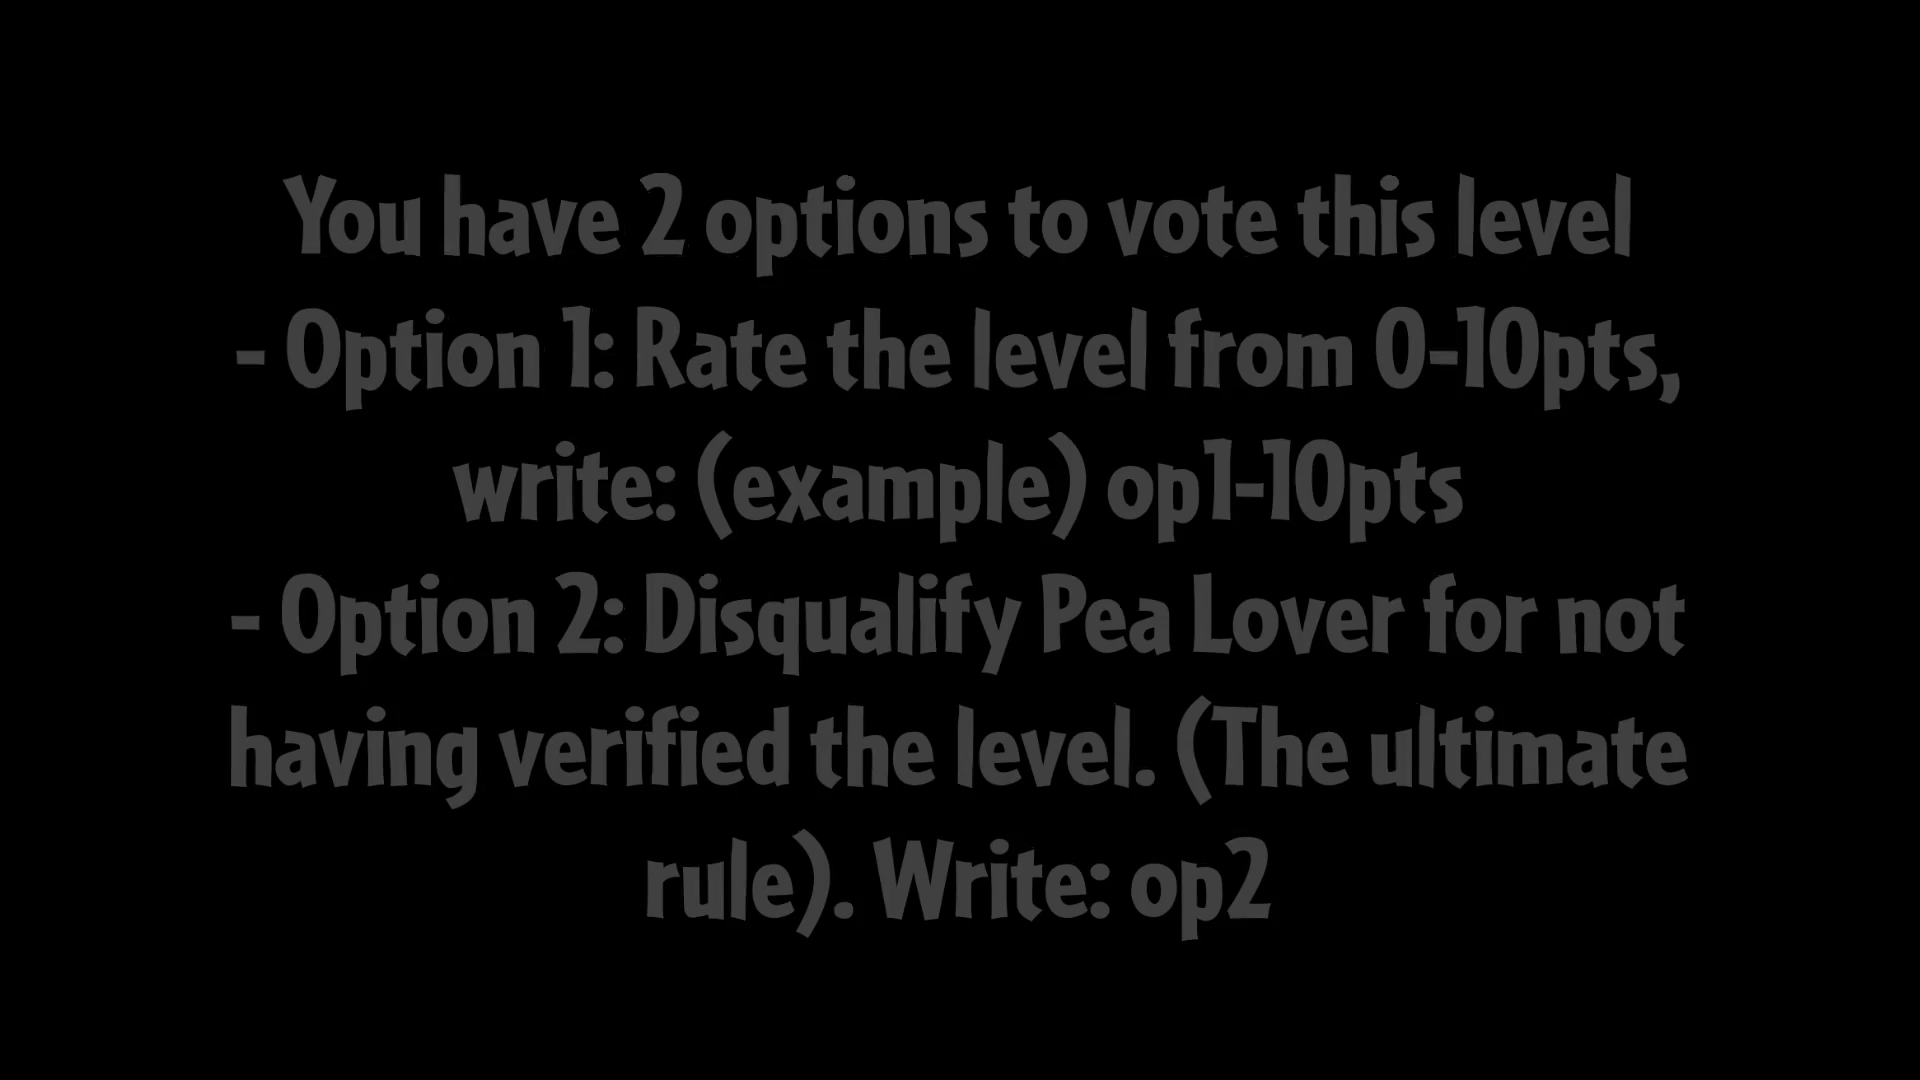 You have 2 options to vote this level
- Option 1: Rate the level from 0-10pts,
write: (example) op1-10pts
- Option 2: Disqualify Pea Lover for not
having verified the level. (The ultimate
rule). Write: op2